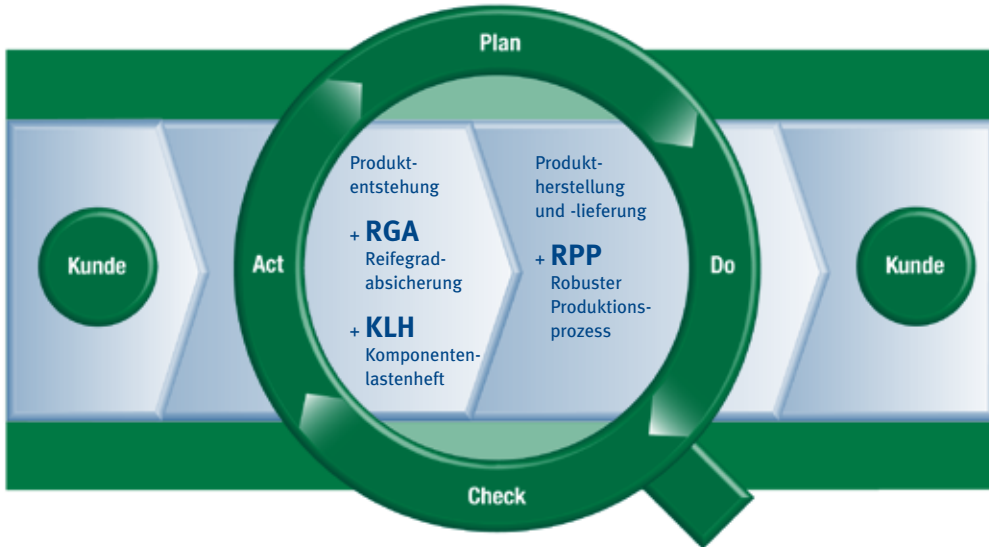 Plan
Kunde
Act
Produkt-
entstehung
+ RGA
Reifegrad-
absicherung
+ KLH
Komponenten-
lastenheft
Produkt-
herstellung
und -lieferung
+ RPP
Robuster
Produktions-
prozess
Do
Kunde
Check